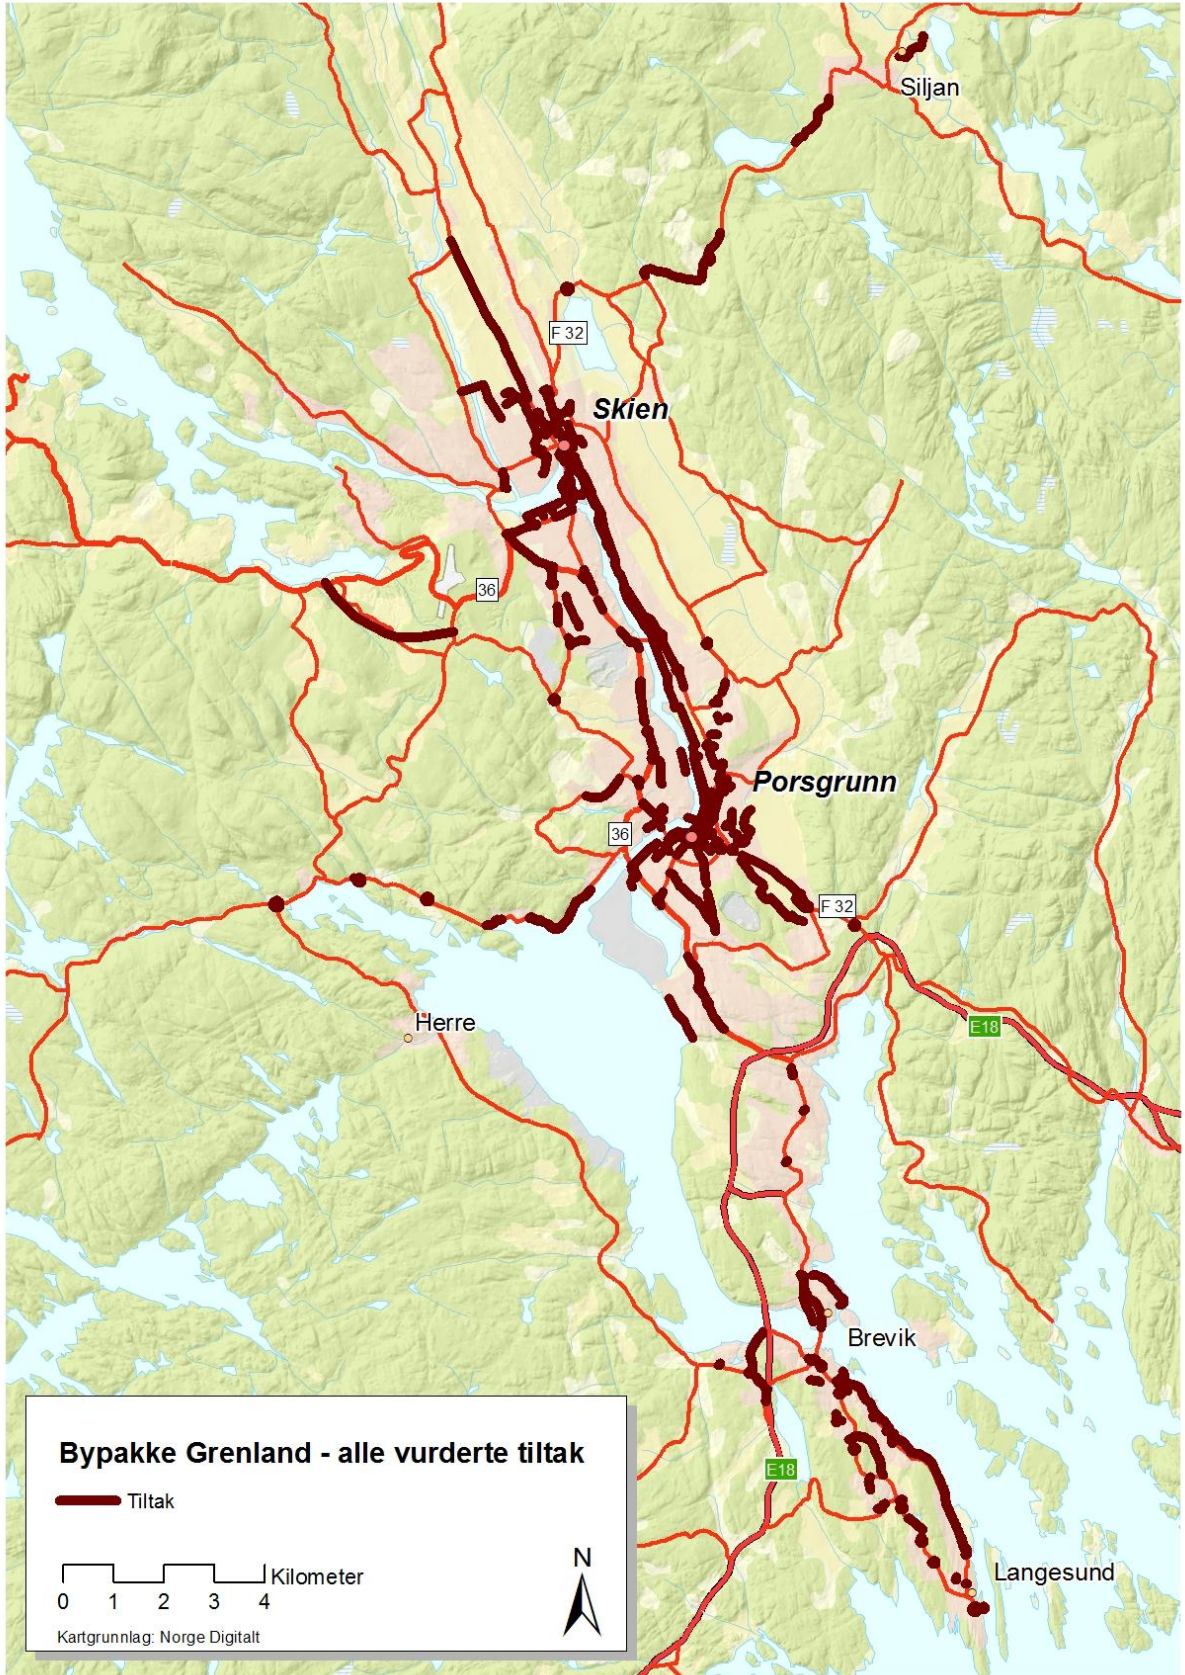 Siljan
F 32
Skien
36
Porsgrunn
36
F 32
Herre
E18
Brevik
E18
Langesund
Bypakke Grenland - alle vurderte tiltak
Tiltak
Kilometer
0 1 2 3 4
N
Kartgrunnlag: Norge Digitalt